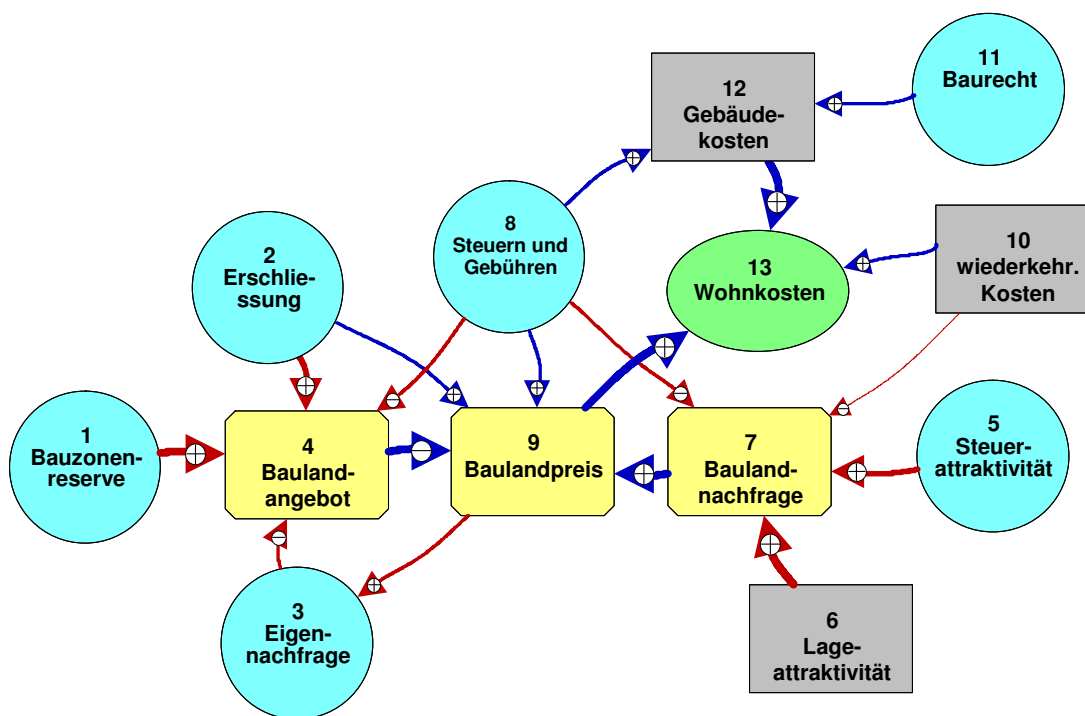 11
Baurecht
12
Gebäude-
kosten
8
Steuern und
Gebühren
10
wiederkehr.
Kosten
2
Erschlie-
ssung
13
Wohnkosten
1
Bauzonen-
reserve
4
Bauland-
angebot
9
Baulandpreis
7
Bauland-
nachfrage
5
Steuer-
attraktivität
3
Eigen-
nachfrage
6
Lage-
attraktivität